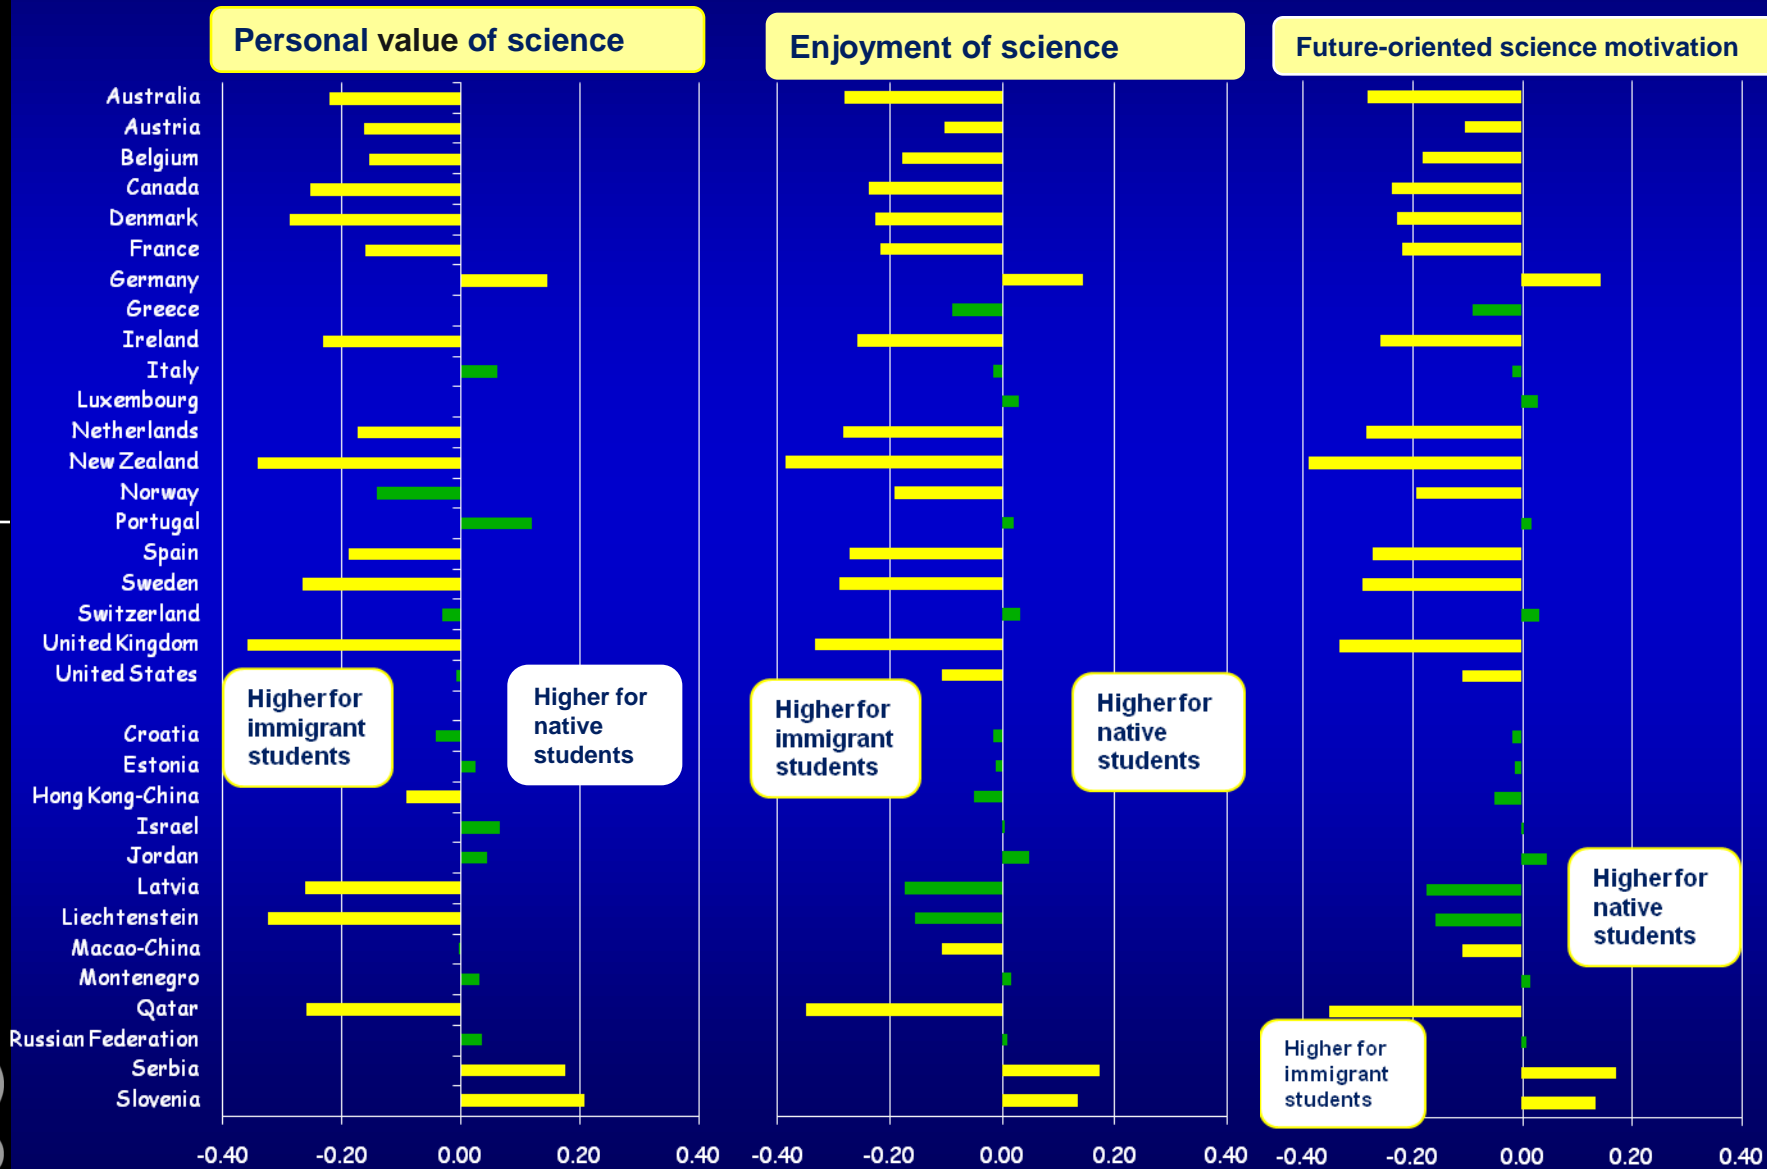 Personal value of science
Enjoyment of science
Future-oriented science motivation
Australia
Austria
Belgium
Canada
Denmark
France
Germany
Greece
Ireland
Italy
Luxembourg
Netherlands
New Zealand
Norway
Portugal
Spain
Sweden
Switzerland
United Kingdom
United States
Croatia
Estonia
Hong Kong-China
Israel
Jordan
Latvia
Liechtenstein
Macao-China
Montenegro
Qatar
Russian Federation
Serbia
Slovenia
Higher for
immigrant
students
Higher for
native
students
Higher for
immigrant
students
Higher for
native
students
Higher for
native
students
Higher for
immigrant
students
-0.40 -0.20 0.00 0.20 0.40
-0.40 -0.20 0.00 0.20 0.40
-0.40 -0.20 0.00 0.20 0.40